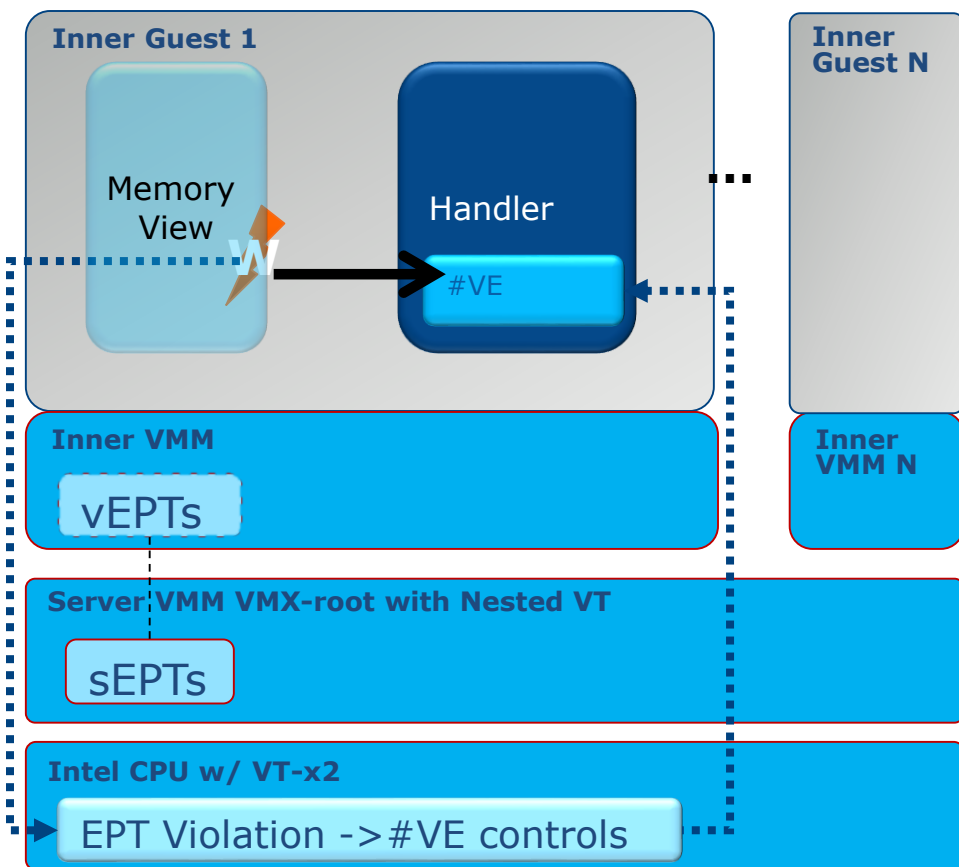 Inner Guest 1
Memory
View
W
Handler
#VE
...
Inner
Guest N
Inner VMM
vEPTs
Inner
VMM N
Server VMM VMX-root with Nested VT
sEPTs
Intel CPU w/ VT-x2
EPT Violation ->#VE controls